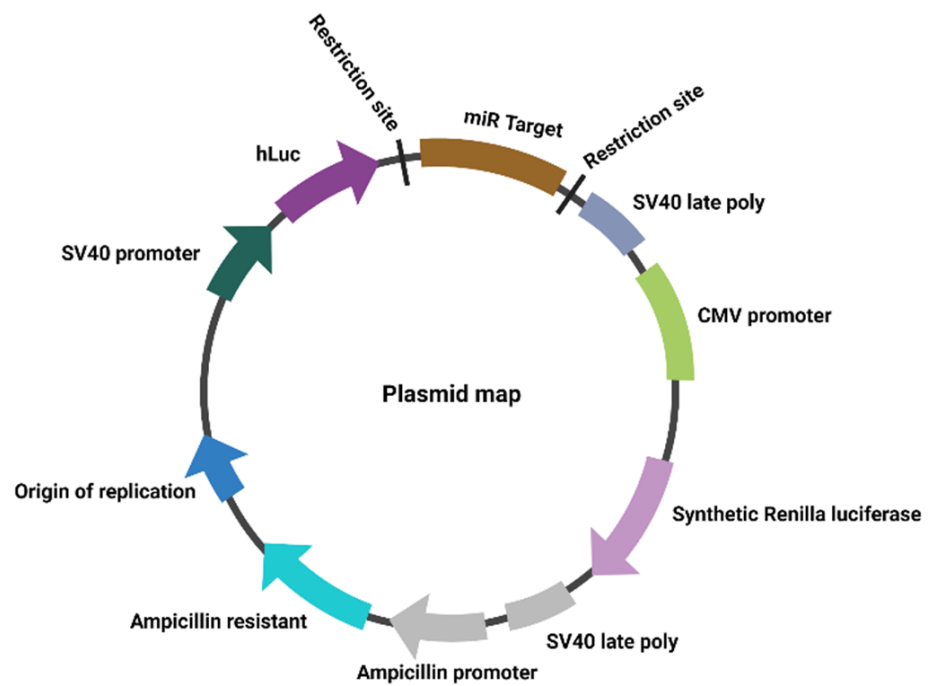 Restriction site
miR Target
Restriction site
hLuc
SV40 late poly
SV40 promoter
CMV promoter
Plasmid map
Origin of replication
Synthetic Renilla luciferase
Ampicillin resistant
SV40 late poly
Ampicillin promoter